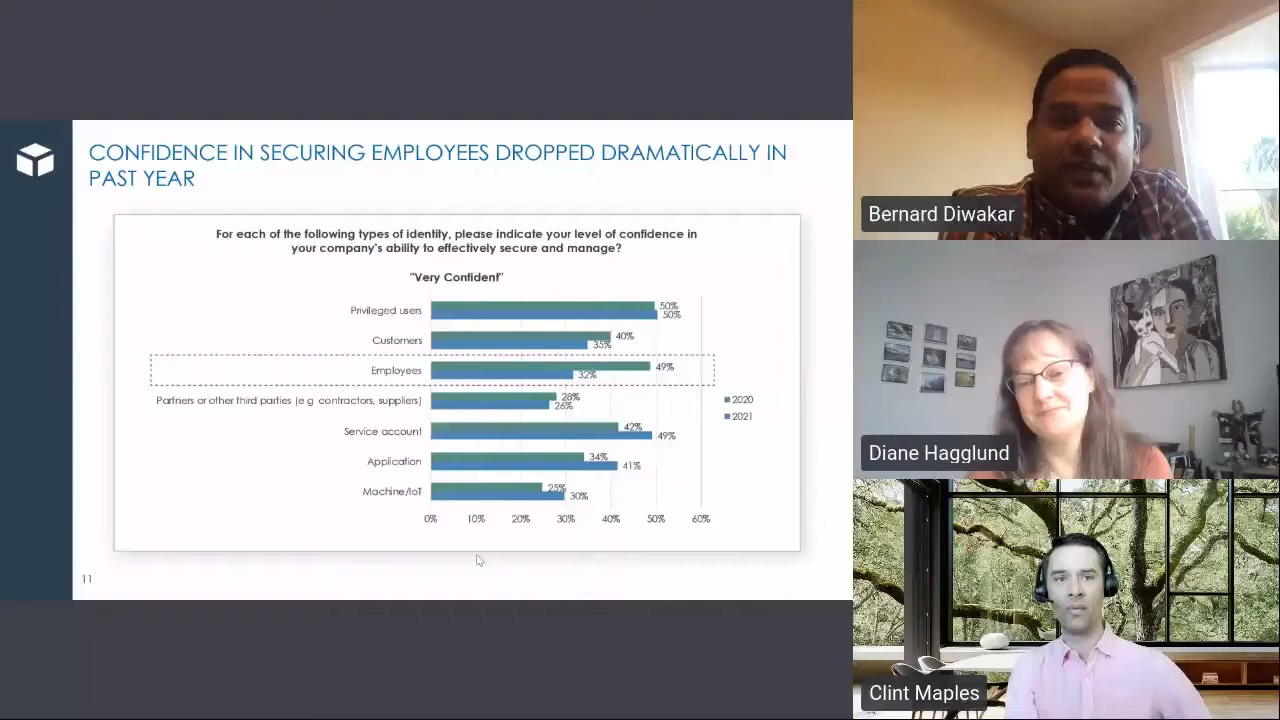 CONFIDENCE IN SECURING EMPLOYEES DROPPED DRAMATICALLY IN
PAST YEAR
For each of the following types of identity, please indicate your level of confidence in
your company's ability to effectively secure and manage?
"Very Confident"
Privileged users
50%
50%
Customers
40%
35%
Employees
49%
32%
Partners or other third parties (e g contractors, suppliers)
28%
26%
Service account
42%
49%
Application
34%
41%
Machine/IoT
25%
30%
0% 10% 20% 30% 40% 50% 60%
2020
2021
11
Bernard Diwakar
Diane Hagglund
Clint Maples